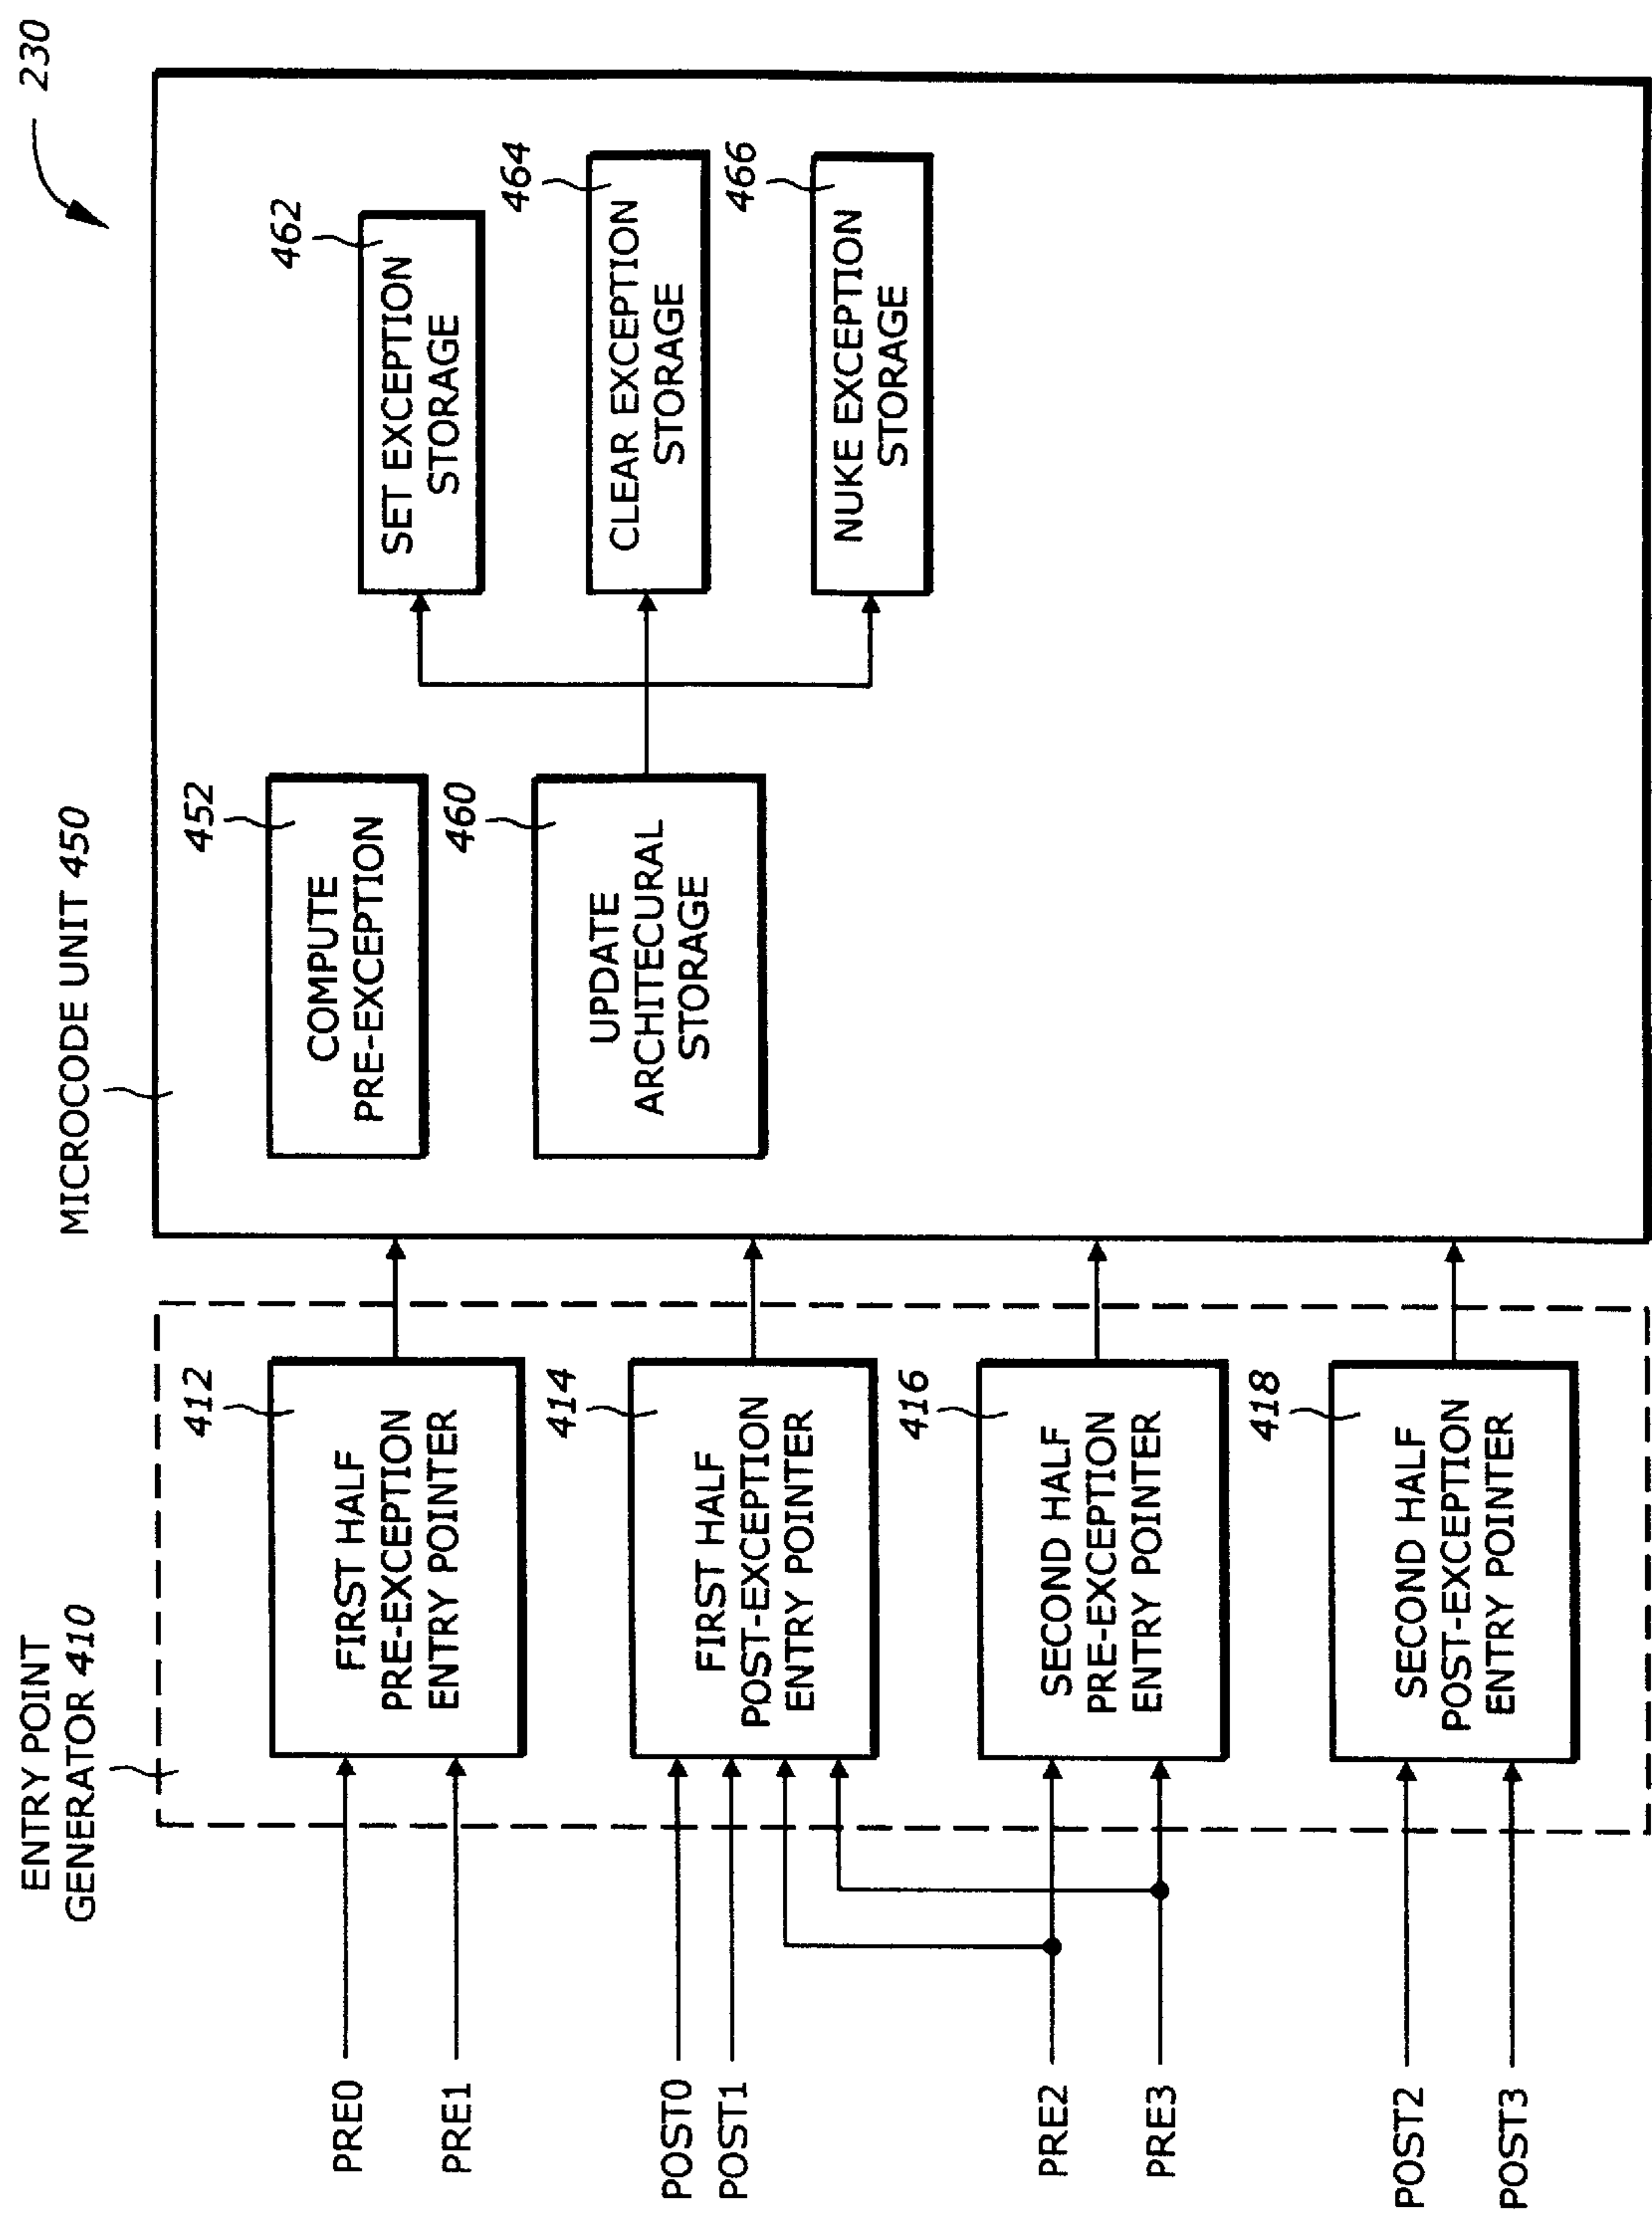 230
ENTRY POINT
GENERATOR 410
MICROCODE UNIT 450
PRE0
PRE1
POST0
POST1
PRE2
PRE3
POST2
POST3
412
FIRST HALF
PRE-EXCEPTION
ENTRY POINTER
414
FIRST HALF
POST-EXCEPTION
ENTRY POINTER
416
SECOND HALF
PRE-EXCEPTION
ENTRY POINTER
418
SECOND HALF
POST-EXCEPTION
ENTRY POINTER
452
COMPUTE
PRE-EXCEPTION
460
UPDATE
ARCHITECURAL
STORAGE
462
SET EXCEPTION
STORAGE
464
CLEAR EXCEPTION
STORAGE
466
NUKE EXCEPTION
STORAGE